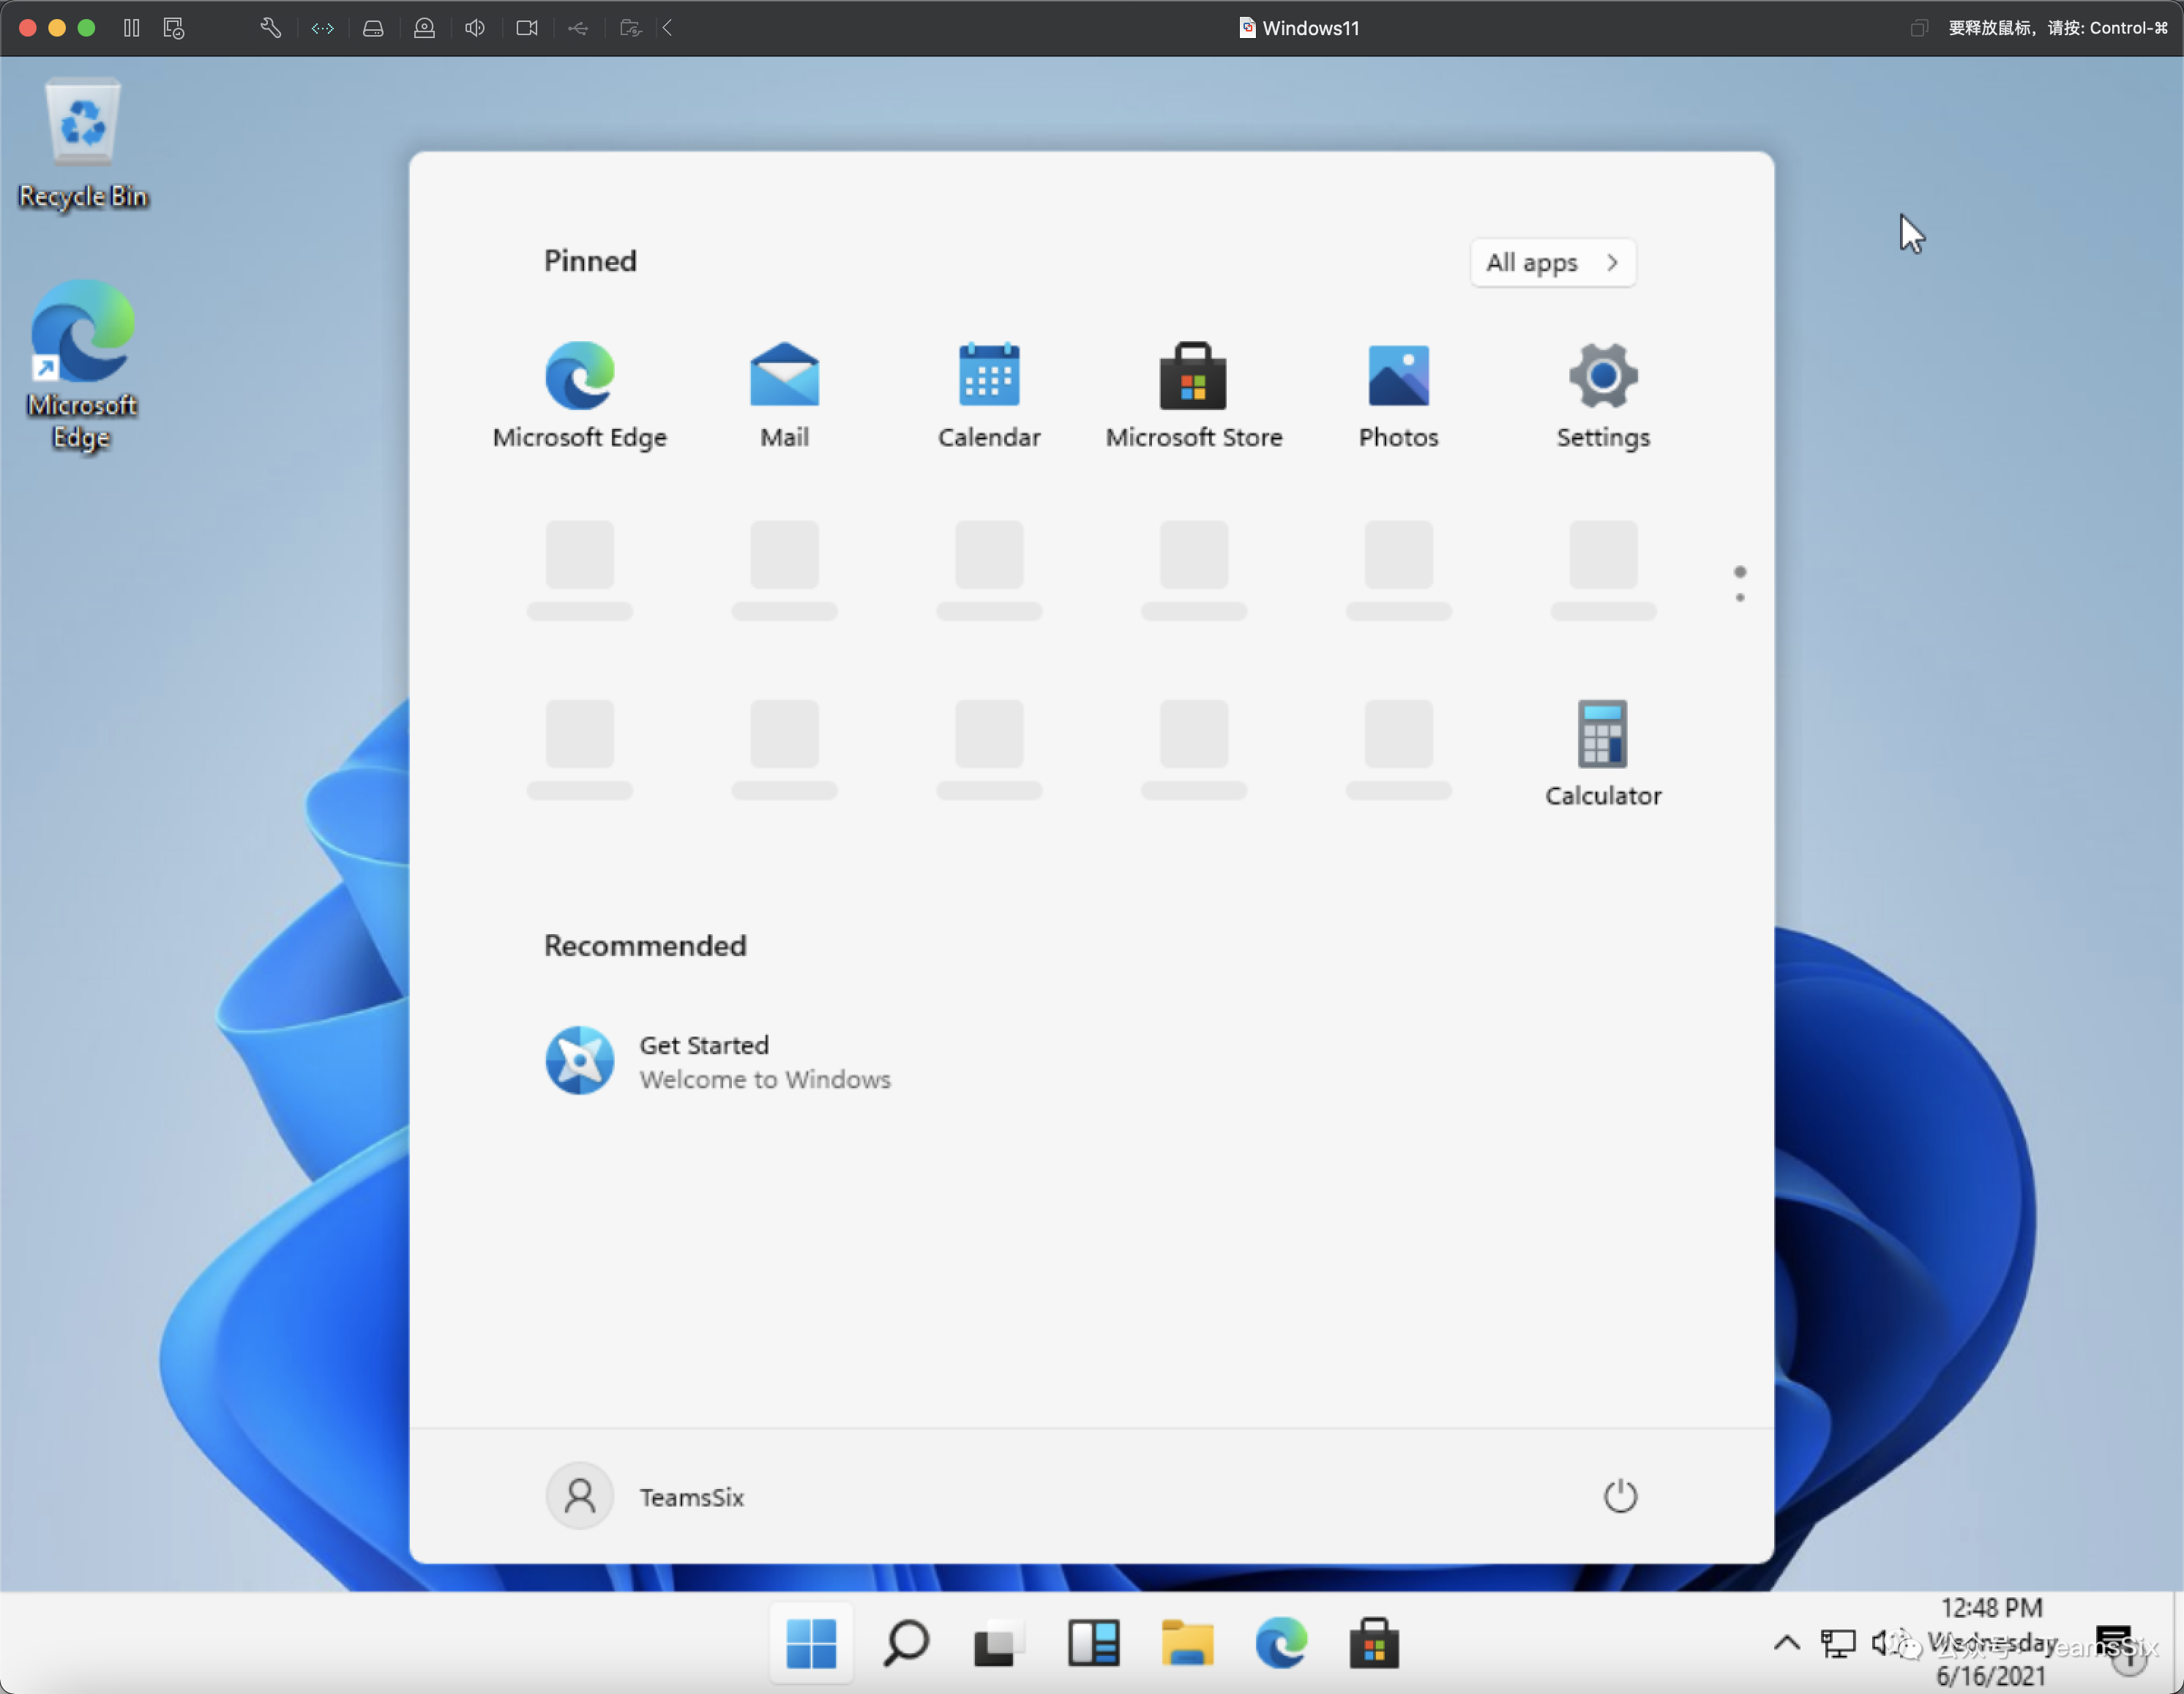 Windows11
要释放鼠标，请按: Control-⌘
Recycle Bin
Microsoft
Edge
Pinned
All apps
Microsoft Edge
Mail
Calendar
Microsoft Store
Photos
Settings
Calculator
Recommended
Get Started
Welcome to Windows
TeamsSix
12:48 PM
Wednesday
6/16/2021
公众号 · TeamsSix
1